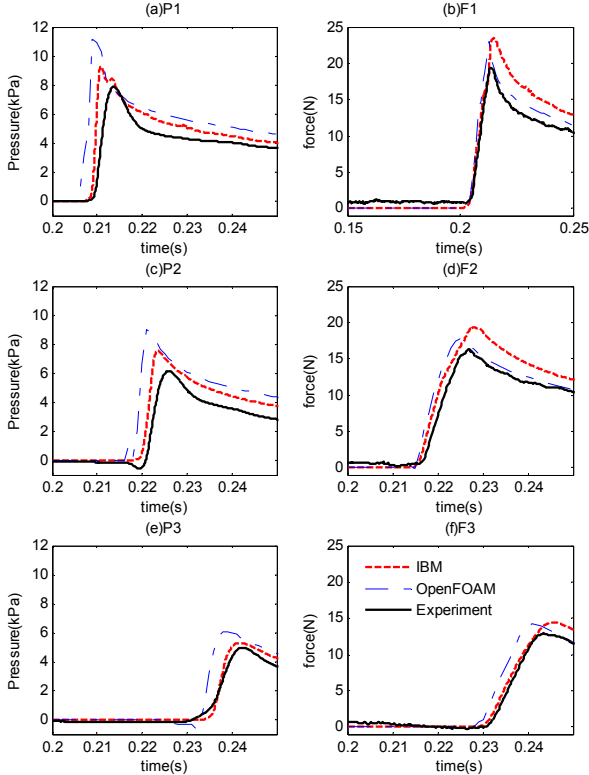 (a)P1
(b)F1
12
10
8
6
4
2
0
Pressure(kPa)
0.2 0.21 0.22 0.23 0.24
time(s)
25
20
15
10
5
0
force(N)
0.15 0.2 0.25
time(s)
(c)P2
(d)F2
12
10
8
6
4
2
0
Pressure(kPa)
0.2 0.21 0.22 0.23 0.24
time(s)
25
20
15
10
5
0
force(N)
0.2 0.21 0.22 0.23 0.24
time(s)
(e)P3
(f)F3
12
10
8
6
4
2
0
Pressure(kPa)
0.2 0.21 0.22 0.23 0.24
time(s)
25
20
15
10
5
0
force(N)
IBM
OpenFOAM
Experiment
0.2 0.21 0.22 0.23 0.24
time(s)